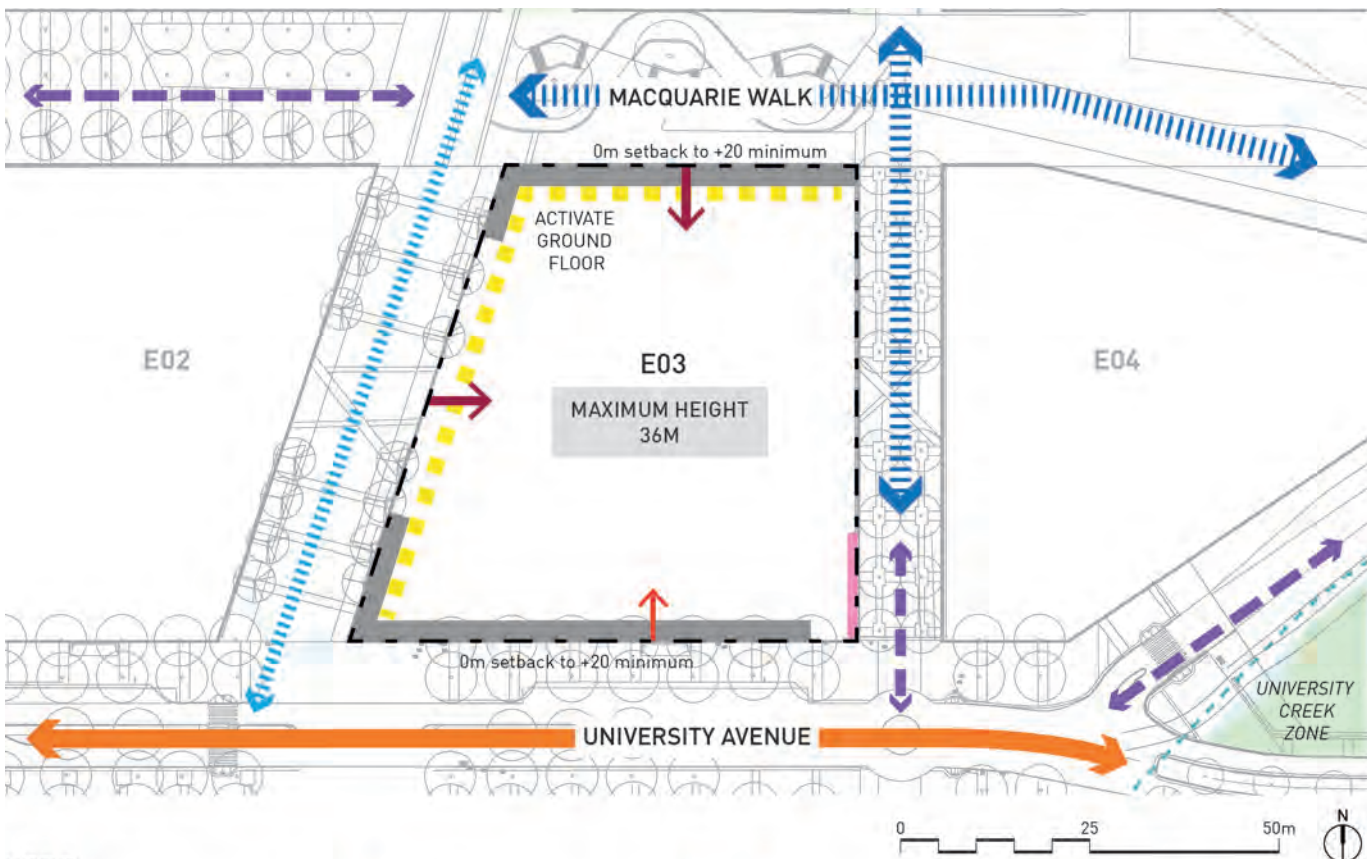 MACQUARIE WALK
0m setback to +20 minimum
ACTIVATE
GROUND
FLOOR
E02
E03
E04
MAXIMUM HEIGHT
36M
0m setback to +20 minimum
UNIVERSITY
CREEK
ZONE
UNIVERSITY AVENUE
0 25 50m
N